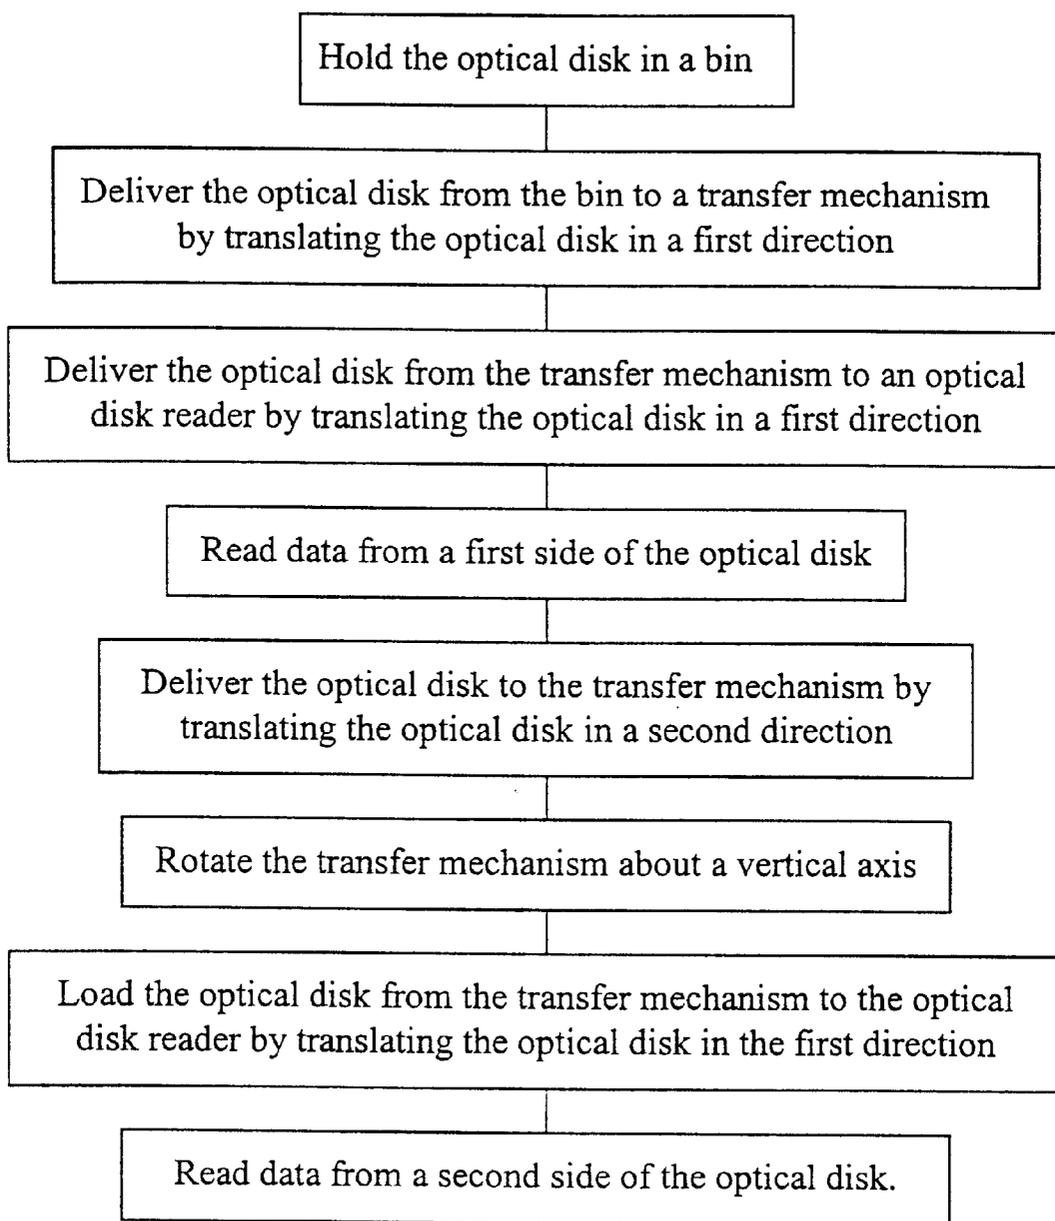 Hold the optical disk in a bin
Deliver the optical disk from the bin to a transfer mechanism
by translating the optical disk in a first direction
Deliver the optical disk from the transfer mechanism to an optical
disk reader by translating the optical disk in a first direction
Read data from a first side of the optical disk
Deliver the optical disk to the transfer mechanism by
translating the optical disk in a second direction
Rotate the transfer mechanism about a vertical axis
Load the optical disk from the transfer mechanism to the optical
disk reader by translating the optical disk in the first direction
Read data from a second side of the optical disk.